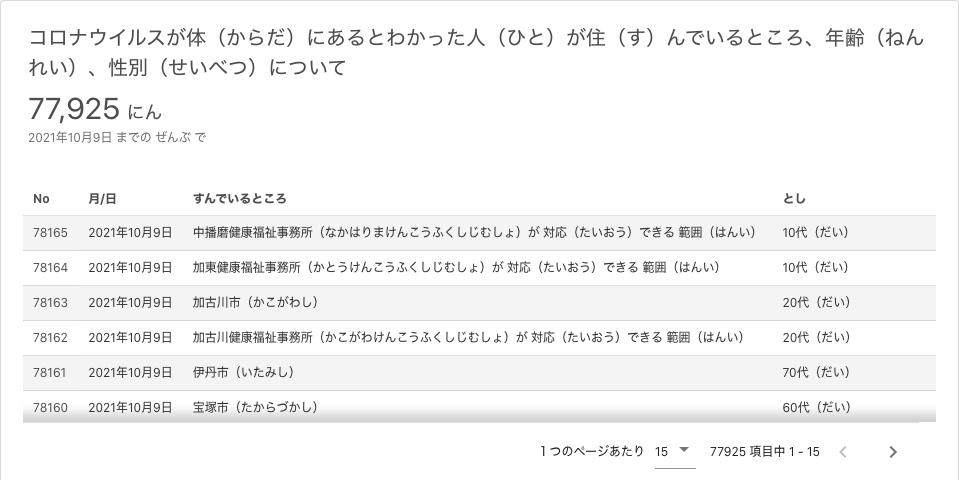 コロナウイルスが体（からだ）にあるとわかった人（ひと）が住（す）んでいるところ、年齢（ねん
れい）、性別（せいべつ）について
77,925 にん
2021年10月9日 までの ぜんぶ で
No 月/日 すんでいるところ とし
78165 2021年10月9日 中播磨健康福祉事務所（なかはりまけんこうふくしじむしょ）が 対応（たいおう）できる 範囲（はんい） 10代（だい）
78164 2021年10月9日 加東健康福祉事務所（かとうけんこうふくしじむしょ）が 対応（たいおう）できる 範囲（はんい） 10代（だい）
78163 2021年10月9日 加古川市（かこがわし） 20代（だい）
78162 2021年10月9日 加古川健康福祉事務所（かこがわけんこうふくしじむしょ）が 対応（たいおう）できる 範囲（はんい） 20代（だい）
78161 2021年10月9日 伊丹市（いたみし） 70代（だい）
78160 2021年10月9日 宝塚市（たからづかし） 60代（だい）
1 つのページあたり 15 77925 項目中 1 - 15